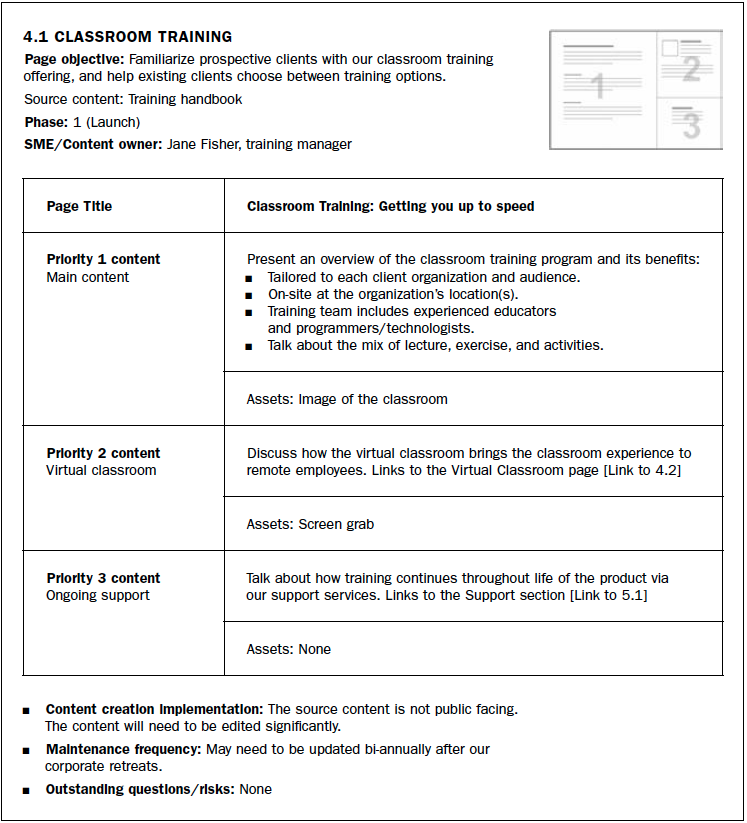 4.1 CLASSROOM TRAINING
Page objective: Familiarize prospective clients with our classroom training
offering, and help existing clients choose between training options.
Source content: Training handbook
Phase: 1 (Launch)
SME/Content owner: Jane Fisher, training manager
1
2
3
Page Title
Classroom Training: Getting you up to speed
Priority 1 content
Main content
Present an overview of the classroom training program and its benefits:
■ Tailored to each client organization and audience.
■ On-site at the organization's location(s).
■ Training team includes experienced educators
and programmers/technologists.
■ Talk about the mix of lecture, exercise, and activities.
Assets: Image of the classroom
Priority 2 content
Virtual classroom
Discuss how the virtual classroom brings the classroom experience to
remote employees. Links to the Virtual Classroom page [Link to 4.2]
Assets: Screen grab
Priority 3 content
Ongoing support
Talk about how training continues throughout life of the product via
our support services. Links to the Support section [Link to 5.1]
Assets: None
■ Content creation implementation: The source content is not public facing.
The content will need to be edited significantly.
■ Maintenance frequency: May need to be updated bi-annually after our
corporate retreats.
■ Outstanding questions/risks: None